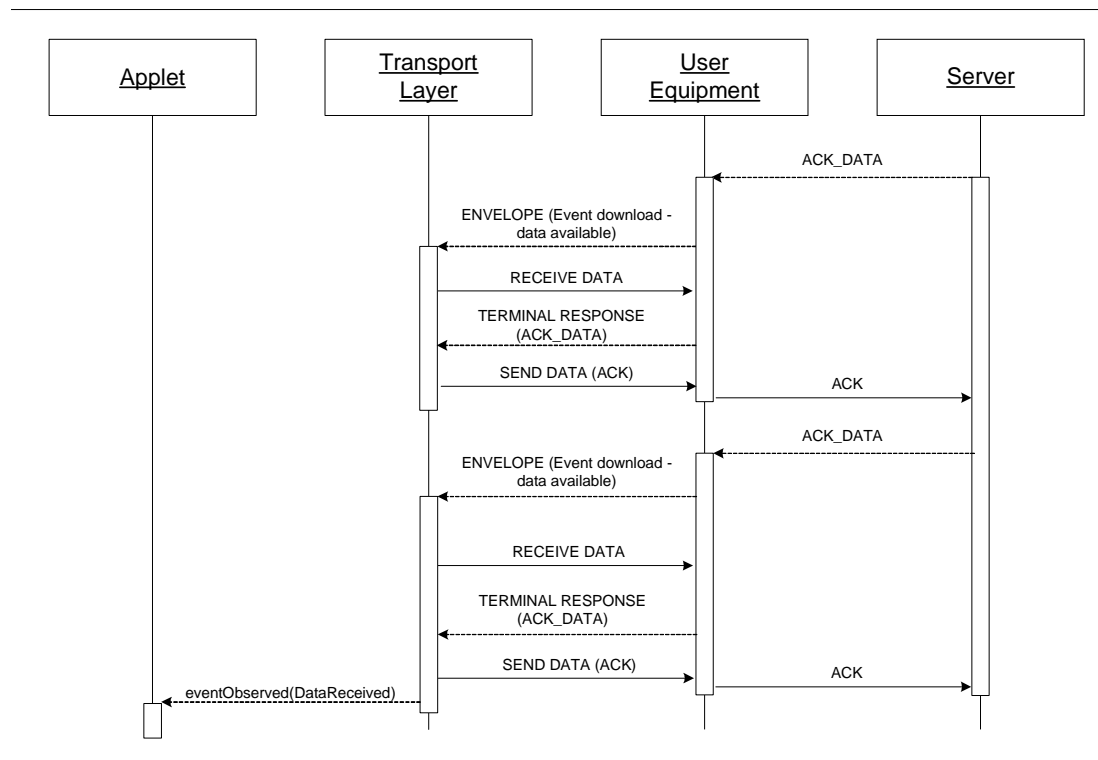 Applet
Transport
Layer
User
Equipment
Server
ACK_DATA
ENVELOPE (Event download -
data available)
RECEIVE DATA
TERMINAL RESPONSE
(ACK_DATA)
SEND DATA (ACK)
ACK
ACK_DATA
ENVELOPE (Event download -
data available)
RECEIVE DATA
TERMINAL RESPONSE
(ACK_DATA)
SEND DATA (ACK)
ACK
eventObserved(DataReceived)